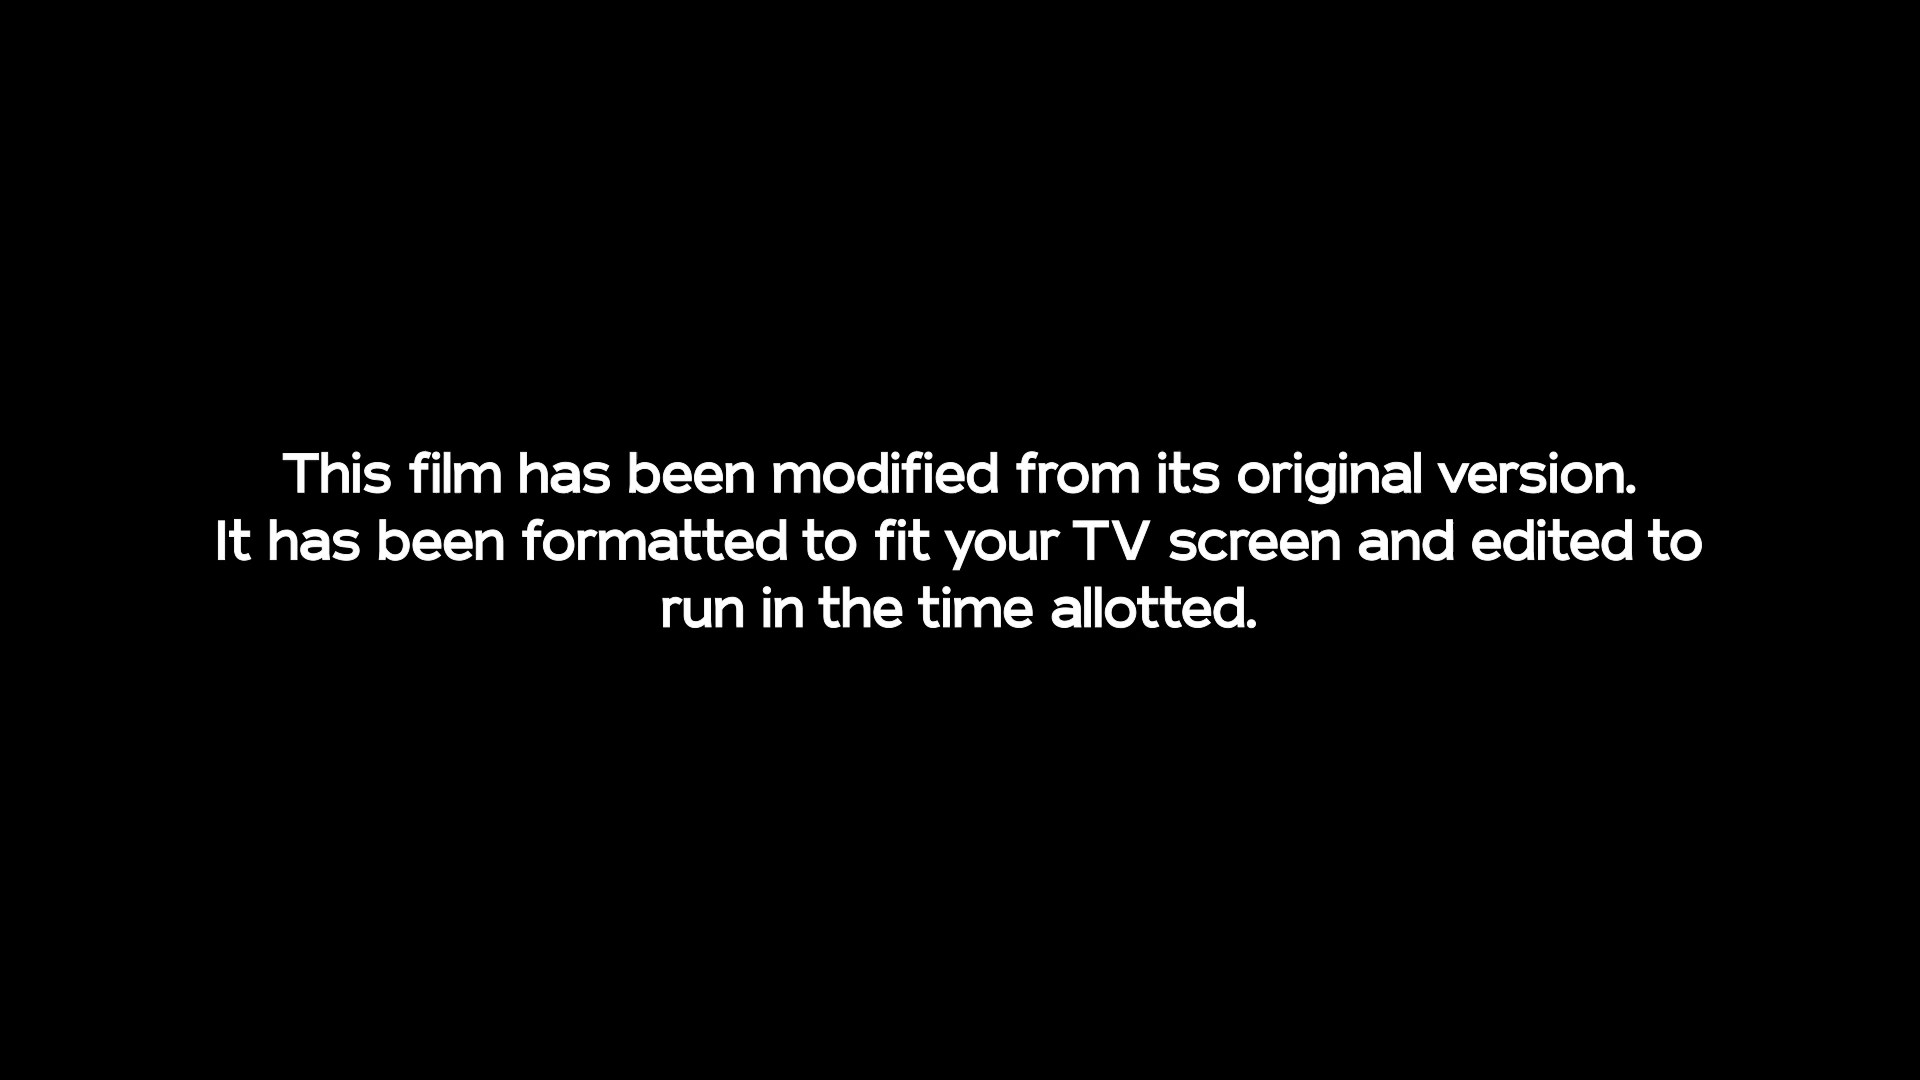 This film has been modified from its original version.
It has been formatted to fit your TV screen and edited to
run in the time allotted.